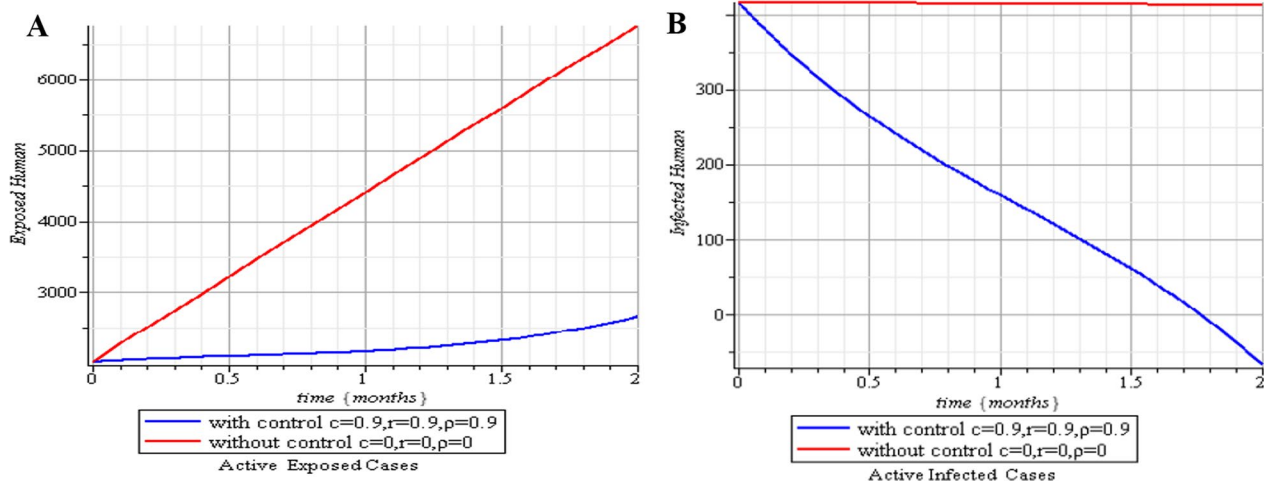 A
6000
5000
4000
3000
Exposed Human
0
0.5
1
1.5
2
time {months}
with control c=0.9,r=0.9,ρ=0.9
without control c=0,r=0,ρ=0
Active Exposed Cases
B
300
200
100
0
Infected Human
0
0.5
1
1.5
2
time {months}
with control c=0.9,r=0.9,ρ=0.9
without control c=0,r=0,ρ=0
Active Infected Cases